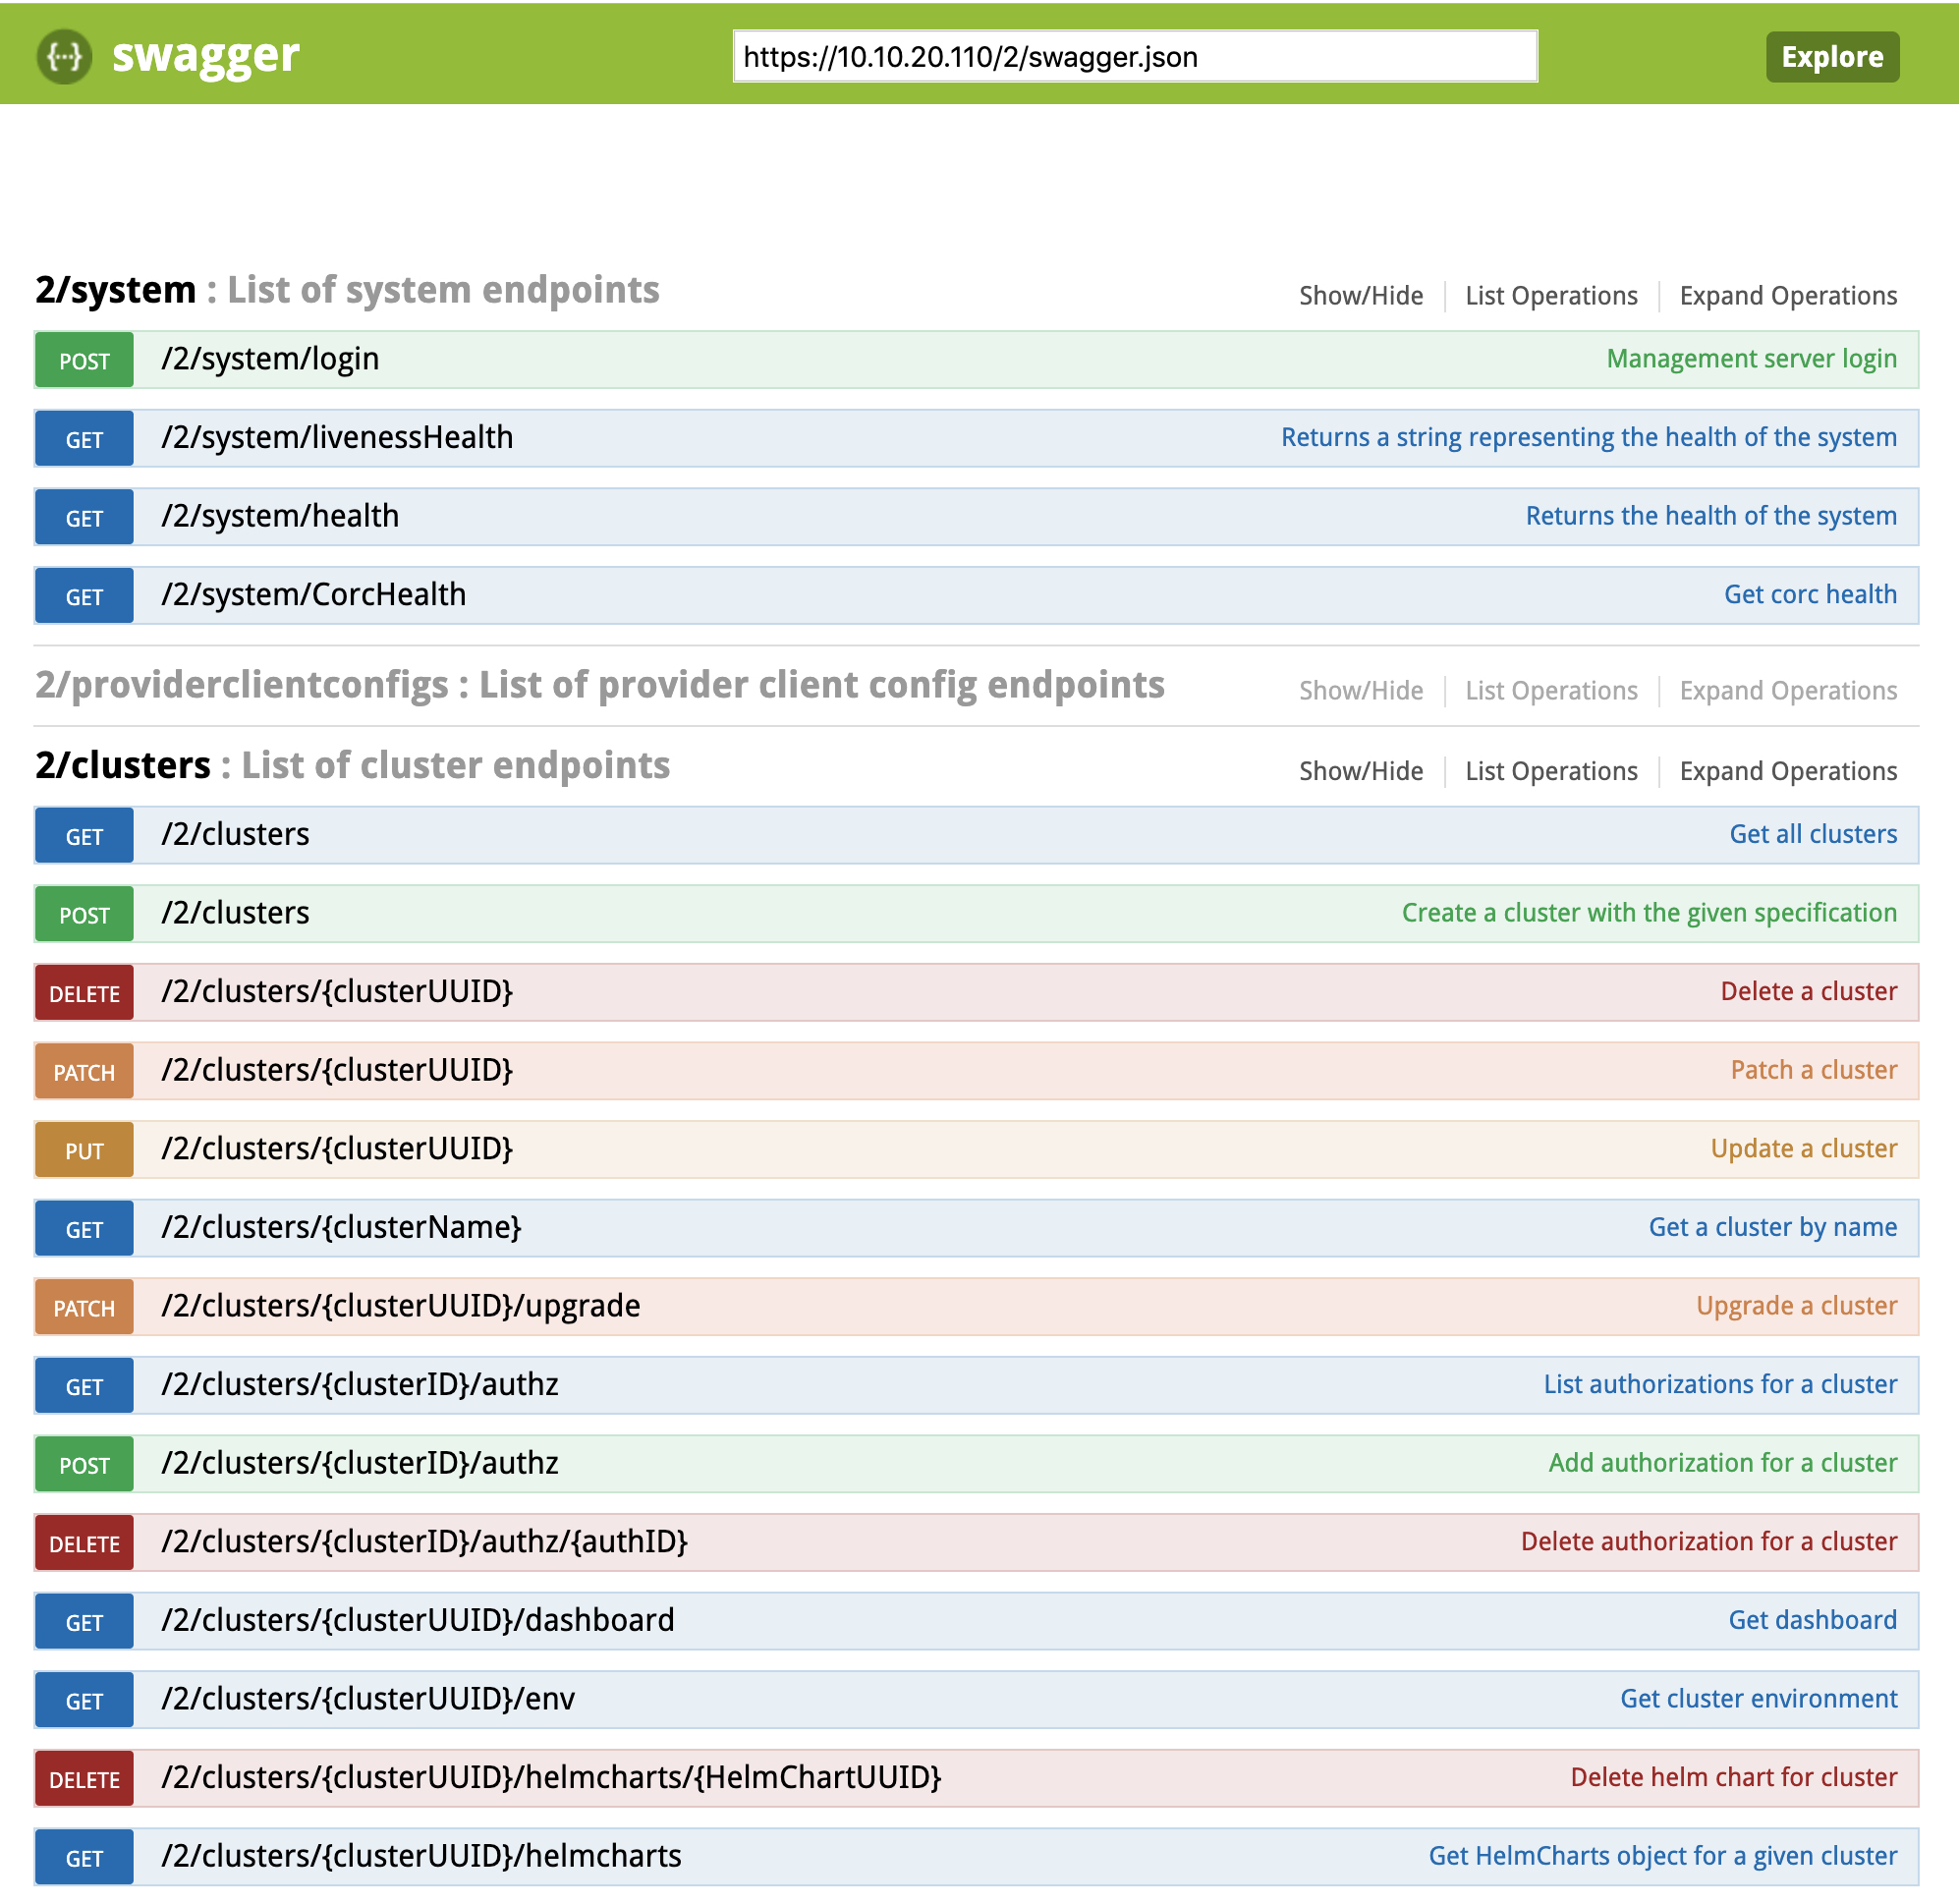 {···} swagger https://10.10.20.110/2/swagger.json Explore
2/system : List of system endpoints Show/Hide List Operations Expand Operations
POST /2/system/login Management server login
GET /2/system/livenessHealth Returns a string representing the health of the system
GET /2/system/health Returns the health of the system
GET /2/system/CorcHealth Get corc health
2/providerclientconfigs : List of provider client config endpoints Show/Hide List Operations Expand Operations
2/clusters : List of cluster endpoints Show/Hide List Operations Expand Operations
GET /2/clusters Get all clusters
POST /2/clusters Create a cluster with the given specification
DELETE /2/clusters/{clusterUUID} Delete a cluster
PATCH /2/clusters/{clusterUUID} Patch a cluster
PUT /2/clusters/{clusterUUID} Update a cluster
GET /2/clusters/{clusterName} Get a cluster by name
PATCH /2/clusters/{clusterUUID}/upgrade Upgrade a cluster
GET /2/clusters/{clusterID}/authz List authorizations for a cluster
POST /2/clusters/{clusterID}/authz Add authorization for a cluster
DELETE /2/clusters/{clusterID}/authz/{authID} Delete authorization for a cluster
GET /2/clusters/{clusterUUID}/dashboard Get dashboard
GET /2/clusters/{clusterUUID}/env Get cluster environment
DELETE /2/clusters/{clusterUUID}/helmcharts/{HelmChartUUID} Delete helm chart for cluster
GET /2/clusters/{clusterUUID}/helmcharts Get HelmCharts object for a given cluster